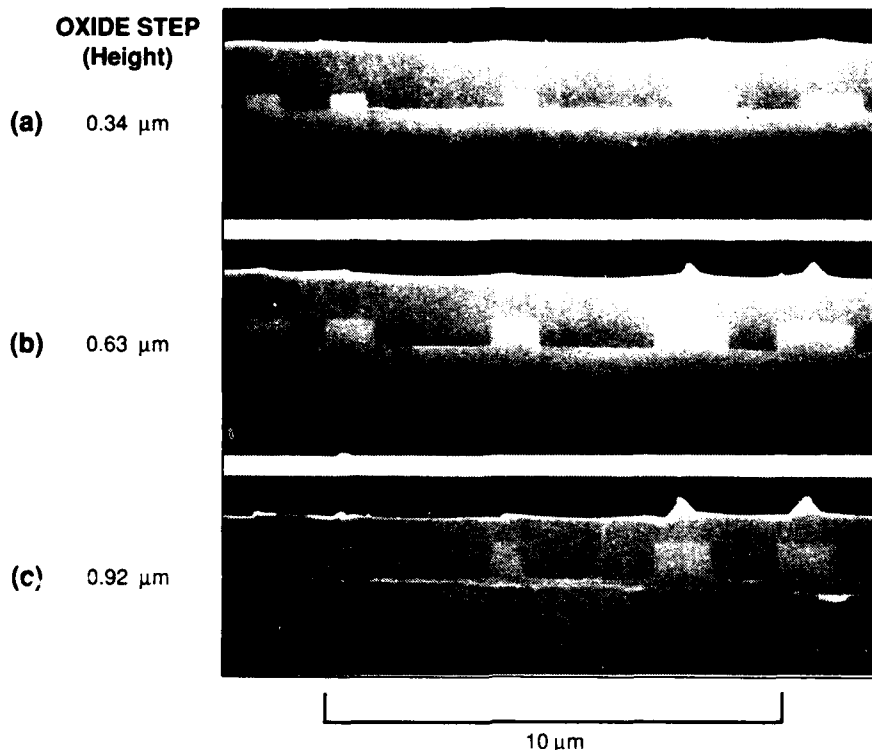 OXIDE STEP
(Height)
(a) 0.34 μm
(b) 0.63 μm
(c) 0.92 μm
10 μm